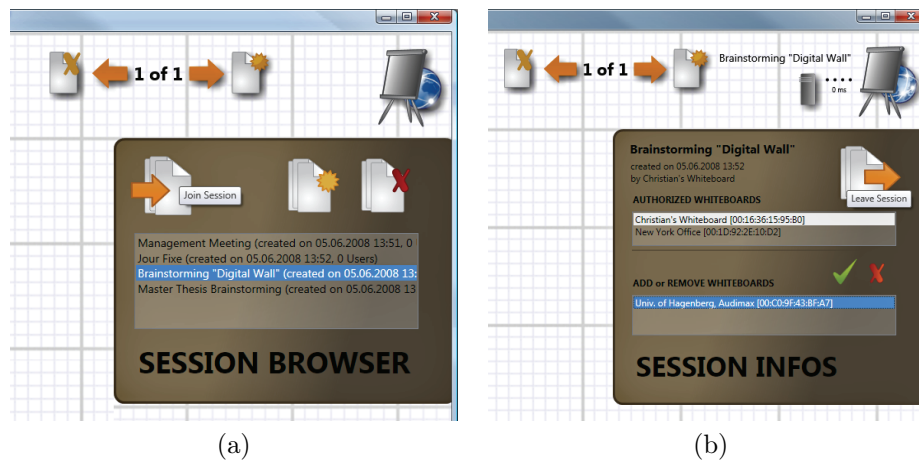 1 of 1
Join Session
Management Meeting (created on 05.06.2008 13:51, 0
Jour Fixe (created on 05.06.2008 13:52, 0 Users)
Brainstorming "Digital Wall" (created on 05.06.2008 13:
Master Thesis Brainstorming (created on 05.06.2008 13
SESSION BROWSER
(a)
1 of 1
Brainstorming "Digital Wall"
0 ms
Brainstorming "Digital Wall"
created on 05.06.2008 13:52
by Christian's Whiteboard
Leave Session
AUTHORIZED WHITEBOARDS
Christian's Whiteboard [00:16:36:15:95:B0]
New York Office [00:1D:92:2E:10:D2]
ADD or REMOVE WHITEBOARDS
Univ. of Hagenberg, Audimax [00:C0:9F:43:BF:A7]
SESSION INFOS
(b)